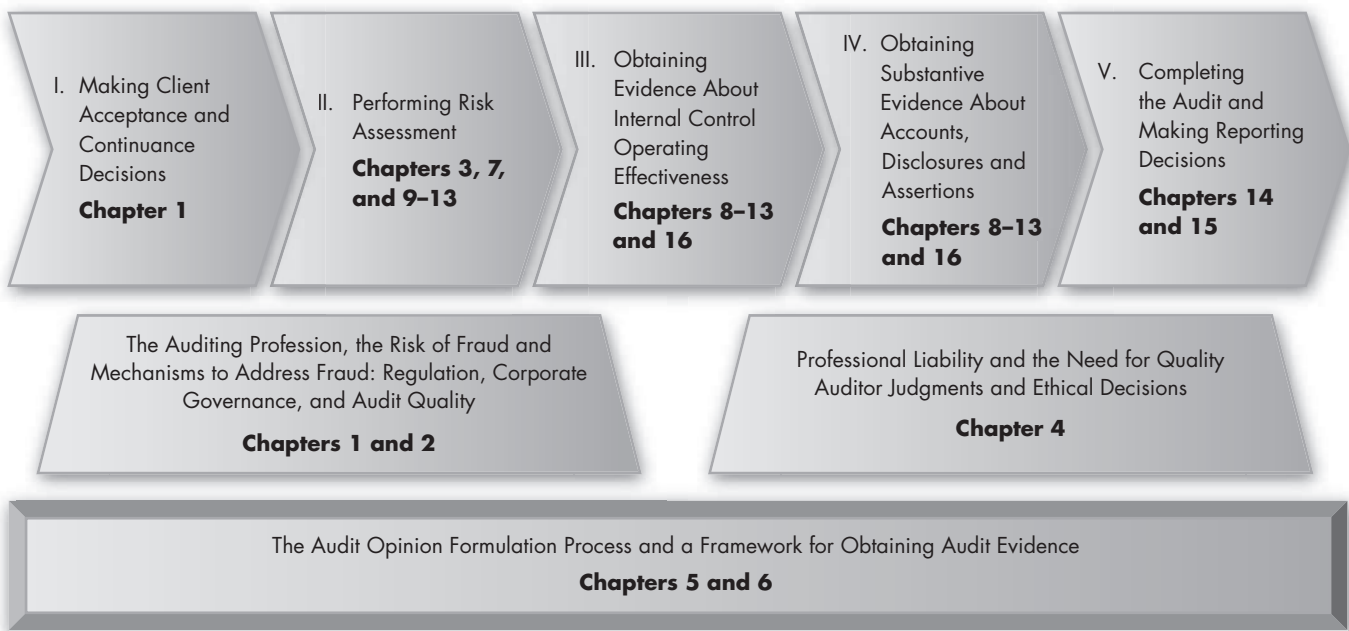 I. Making Client
Acceptance and
Continuance
Decisions
Chapter 1
II. Performing Risk
Assessment
Chapters 3, 7,
and 9–13
III. Obtaining
Evidence About
Internal Control
Operating
Effectiveness
Chapters 8–13
and 16
IV. Obtaining
Substantive
Evidence About
Accounts,
Disclosures and
Assertions
Chapters 8–13
and 16
V. Completing
the Audit and
Making Reporting
Decisions
Chapters 14
and 15
The Auditing Profession, the Risk of Fraud and
Mechanisms to Address Fraud: Regulation, Corporate
Governance, and Audit Quality
Chapters 1 and 2
Professional Liability and the Need for Quality
Auditor Judgments and Ethical Decisions
Chapter 4
The Audit Opinion Formulation Process and a Framework for Obtaining Audit Evidence
Chapters 5 and 6